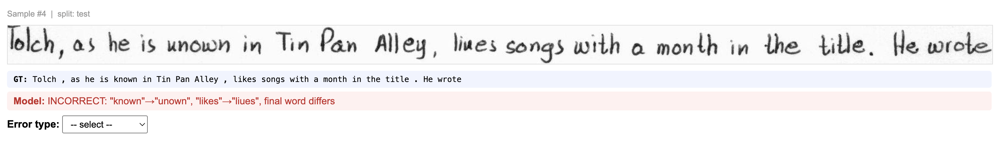 Sample #4 | split: test
Tolch, as he is unown in Tin Pan Alley, liues songs with a month in the title. He wrote
GT: Tolch , as he is known in Tin Pan Alley , likes songs with a month in the title . He wrote
Model: INCORRECT: "known"→"unown", "likes"→"liues", final word differs
Error type: -- select --